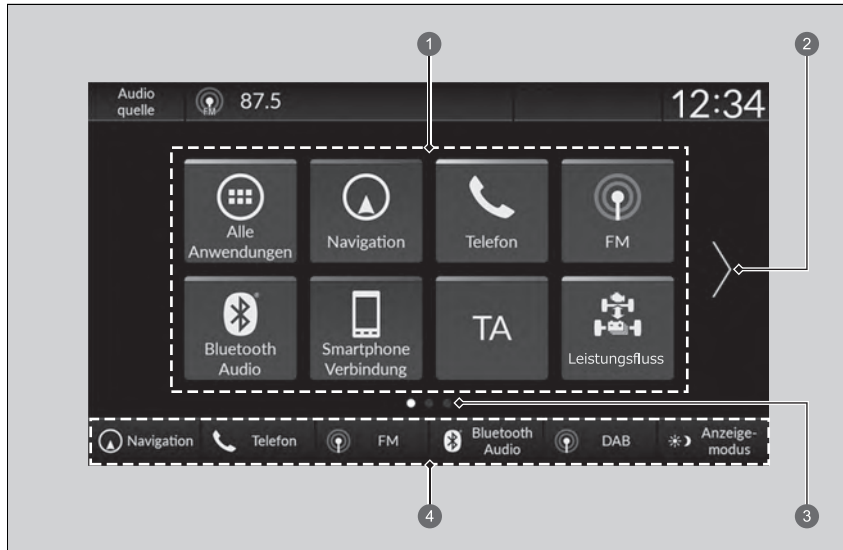 1
2
Audio
quelle
FM
87.5
12:34
Alle
Anwendungen
Navigation
Telefon
FM
Bluetooth
Audio
Smartphone
Verbindung
TA
Leistungsfluss
Navigation
Telefon
FM
Bluetooth
Audio
DAB
Anzeige-
modus
4
3